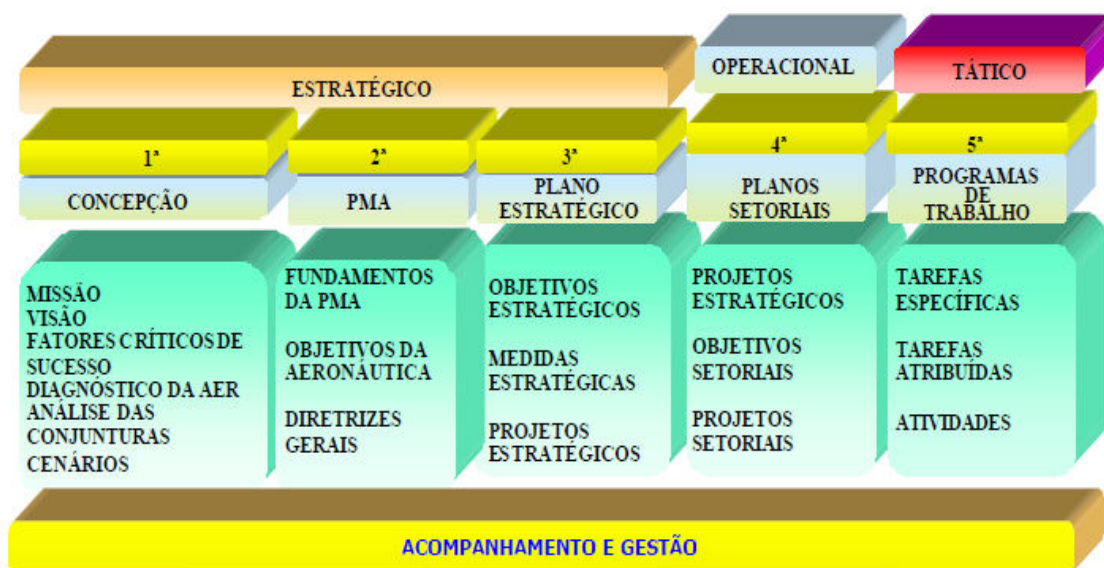 ESTRATÉGICO
OPERACIONAL
TÁTICO
1ª
CONCEPÇÃO
2ª
PMA
3ª
PLANO
ESTRATÉGICO
4ª
PLANOS
SETORIAIS
5ª
PROGRAMAS
DE
TRABALHO
MISSÃO
VISÃO
FATORES CRÍTICOS DE
SUCESSO
DIAGNÓSTICO DA AER
ANÁLISE DAS
CONJUNTURAS
CENÁRIOS
FUNDAMENTOS
DA PMA
OBJETIVOS DA
AERONÁUTICA
DIRETRIZES
GERAIS
OBJETIVOS
ESTRATÉGICOS
MEDIDAS
ESTRATÉGICAS
PROJETOS
ESTRATÉGICOS
PROJETOS
ESTRATÉGICOS
OBJETIVOS
SETORIAIS
PROJETOS
SETORIAIS
TAREFAS
ESPECÍFICAS
TAREFAS
ATRIBUÍDAS
ATIVIDADES
ACOMPANHAMENTO E GESTÃO